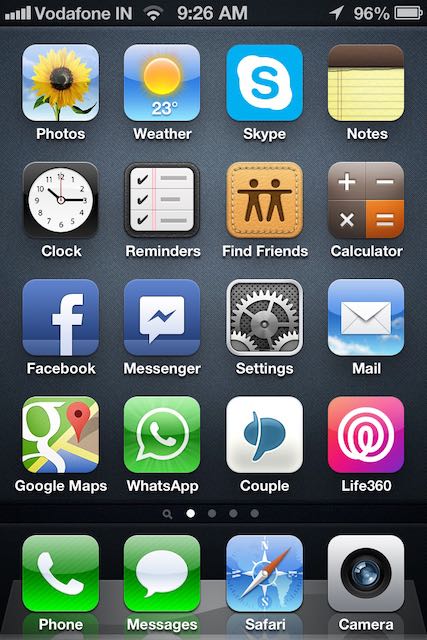 Vodafone IN 9:26 AM 96%
23°
Photos Weather Skype Notes
Clock Reminders Find Friends Calculator
Facebook Messenger Settings Mail
Google Maps WhatsApp Couple Life360
Phone Messages Safari Camera